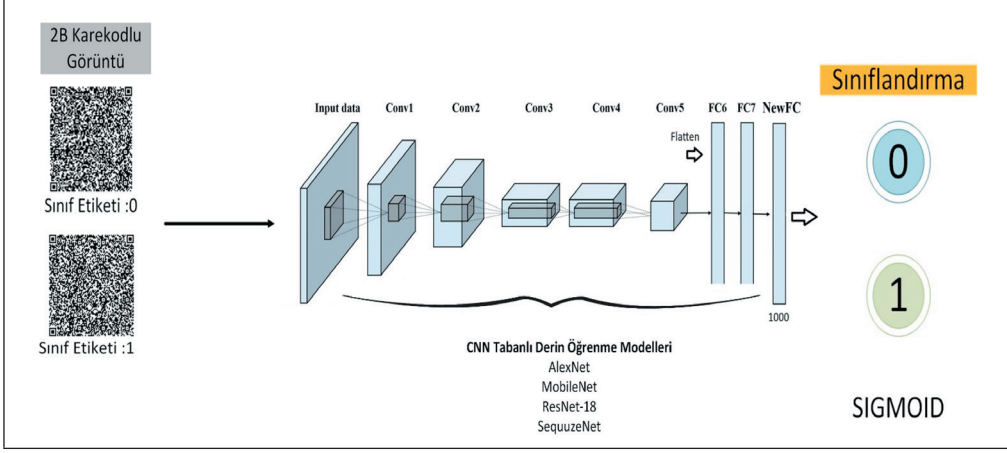 2B Karekodlu
Görüntü
Sınıf Etiketi :0
Sınıf Etiketi :1
Input data
Conv1
Conv2
Conv3
Conv4
Conv5
FC6
FC7
NewFC
Flatten
1000
CNN Tabanlı Derin Öğrenme Modelleri
AlexNet
MobileNet
ResNet-18
SequuzeNet
Sınıflandırma
0
1
SIGMOID